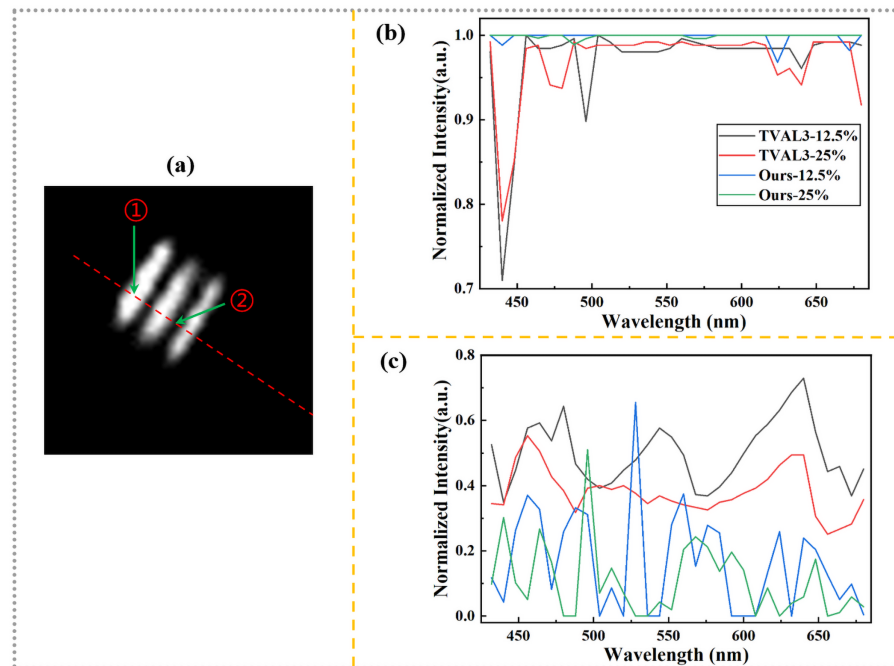 (a)
①
②
(b)
Normalized Intensity(a.u.)
1.0
0.9
0.8
0.7
TVAL3-12.5%
TVAL3-25%
Ours-12.5%
Ours-25%
450 500 550 600 650
Wavelength (nm)
(c)
Normalized Intensity(a.u.)
0.8
0.6
0.4
0.2
0.0
450 500 550 600 650
Wavelength (nm)